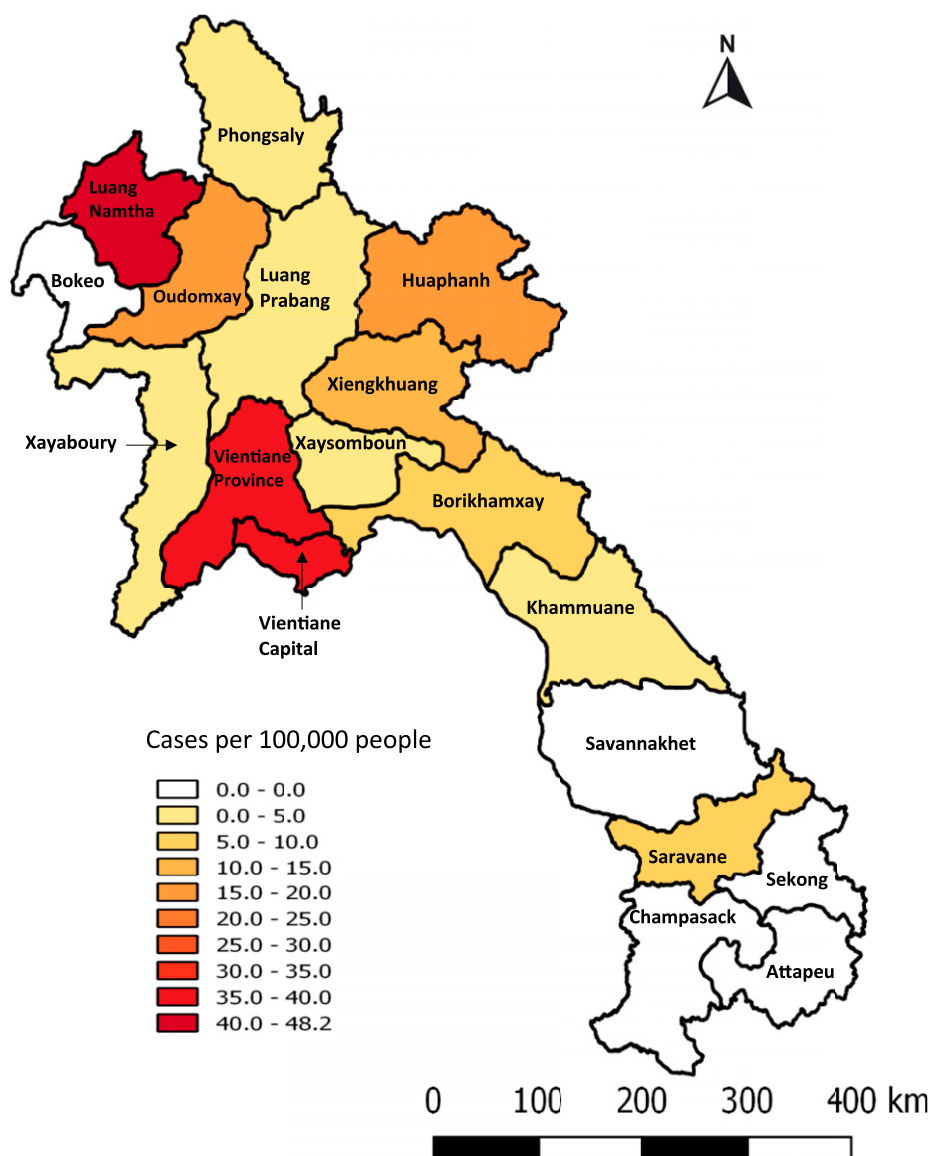 N
Phongsaly
Luang
Namtha
Bokeo
Oudomxay
Luang
Prabang
Huaphanh
Xiengkhuang
Xayaboury
Vientiane
Province
Xaysomboun
Borikhamxay
Khammuane
Vientiane
Capital
Savannakhet
Saravane
Sekong
Champasack
Attapeu
Cases per 100,000 people
0.0 - 0.0
0.0 - 5.0
5.0 - 10.0
10.0 - 15.0
15.0 - 20.0
20.0 - 25.0
25.0 - 30.0
30.0 - 35.0
35.0 - 40.0
40.0 - 48.2
0 100 200 300 400 km